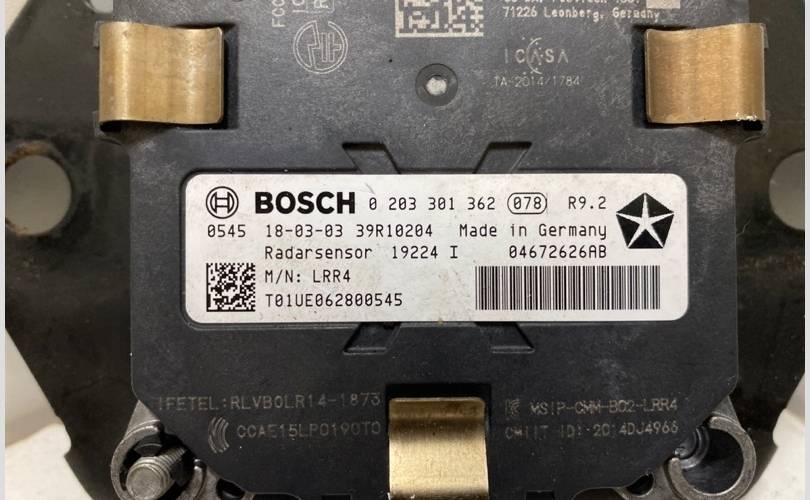 FCC
71226 Leonberg, Germany
ICASA
TA-2014/1784
BOSCH 0 203 301 362 078 R9.2
0545 18-03-03 39R10204 Made in Germany
Radarsensor 19224 I 04672626AB
M/N: LRR4
T01UE062800545
IFETEL:RLVBOLR14-1873
CCAE15LP0190T0
MSIP-CMM-BO2-LRR4
CMIIT ID: 2014DJ4966